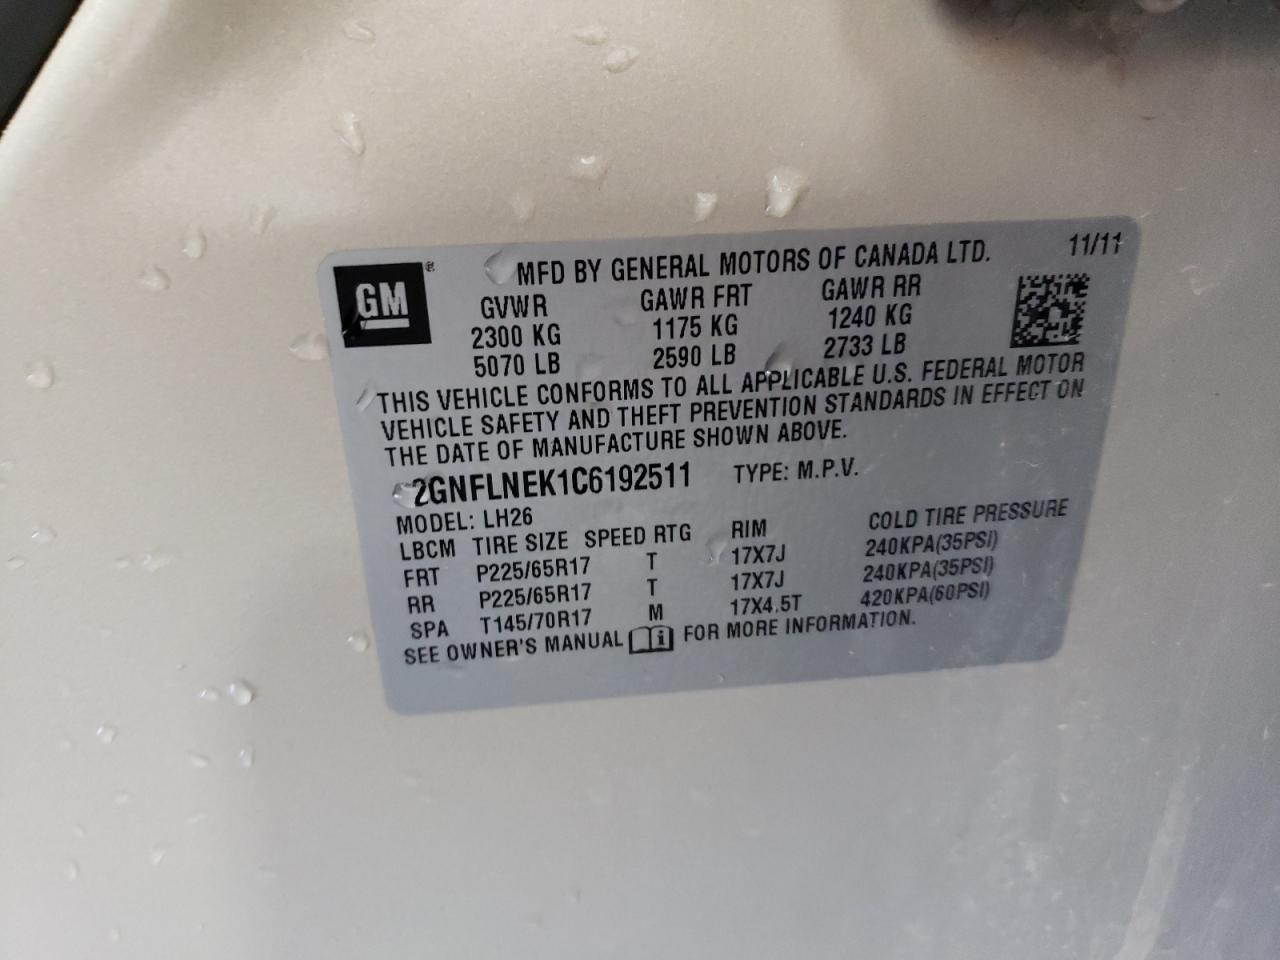 MFD BY GENERAL MOTORS OF CANADA LTD. 11/11
GM®
GVWR GAWR FRT GAWR RR
2300 KG 1175 KG 1240 KG
5070 LB 2590 LB 2733 LB
THIS VEHICLE CONFORMS TO ALL APPLICABLE U.S. FEDERAL MOTOR
VEHICLE SAFETY AND THEFT PREVENTION STANDARDS IN EFFECT ON
THE DATE OF MANUFACTURE SHOWN ABOVE.
2GNFLNEK1C6192511 TYPE: M.P.V.
MODEL: LH26
LBCM TIRE SIZE SPEED RTG RIM COLD TIRE PRESSURE
FRT P225/65R17 T 17X7J 240KPA(35PSI)
RR P225/65R17 T 17X7J 240KPA(35PSI)
SPA T145/70R17 M 17X4.5T 420KPA(60PSI)
SEE OWNER'S MANUAL i FOR MORE INFORMATION.